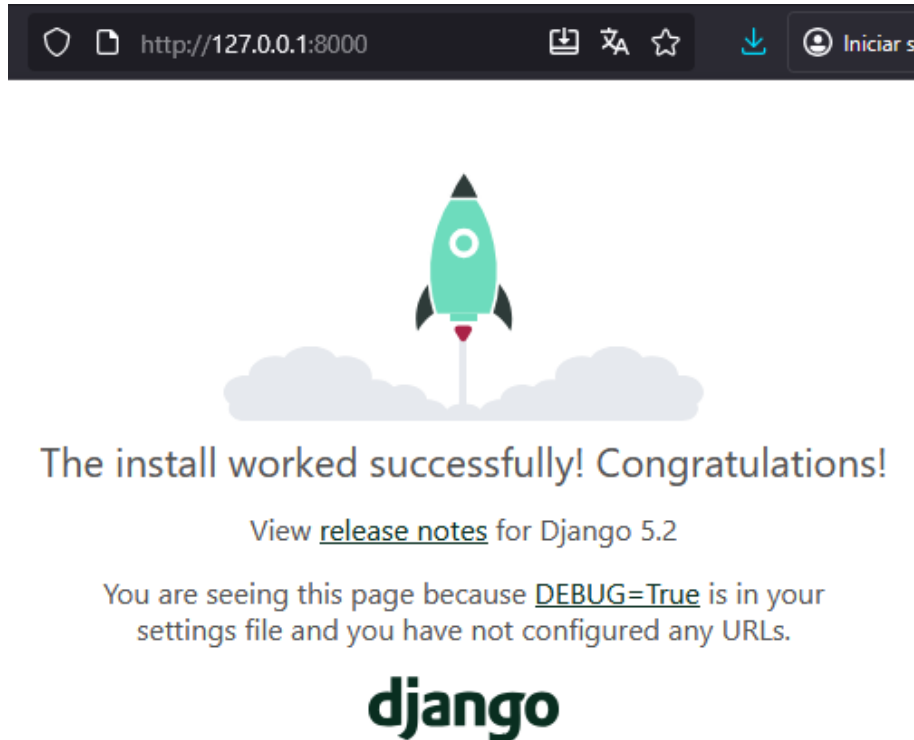 http://127.0.0.1:8000
Iniciar s
The install worked successfully! Congratulations!
View release notes for Django 5.2
You are seeing this page because DEBUG=True is in your
settings file and you have not configured any URLs.
django